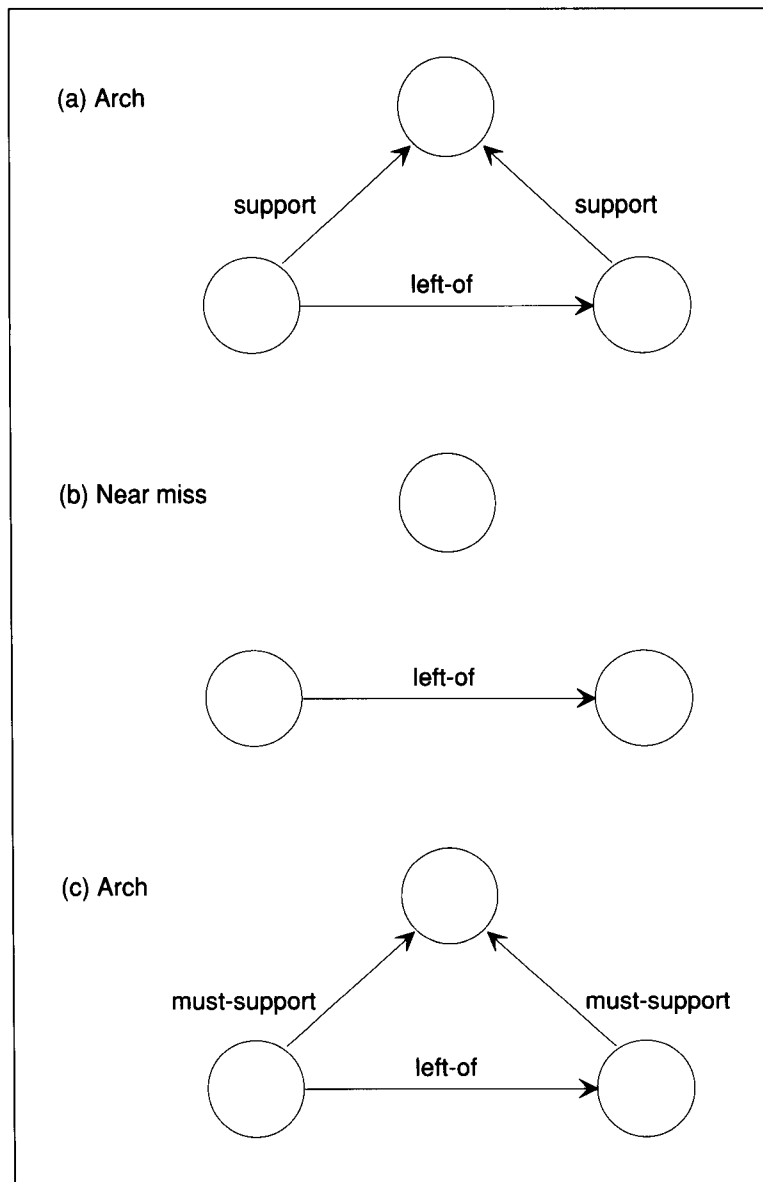 (a) Arch
support
support
left-of
(b) Near miss
left-of
(c) Arch
must-support
must-support
left-of